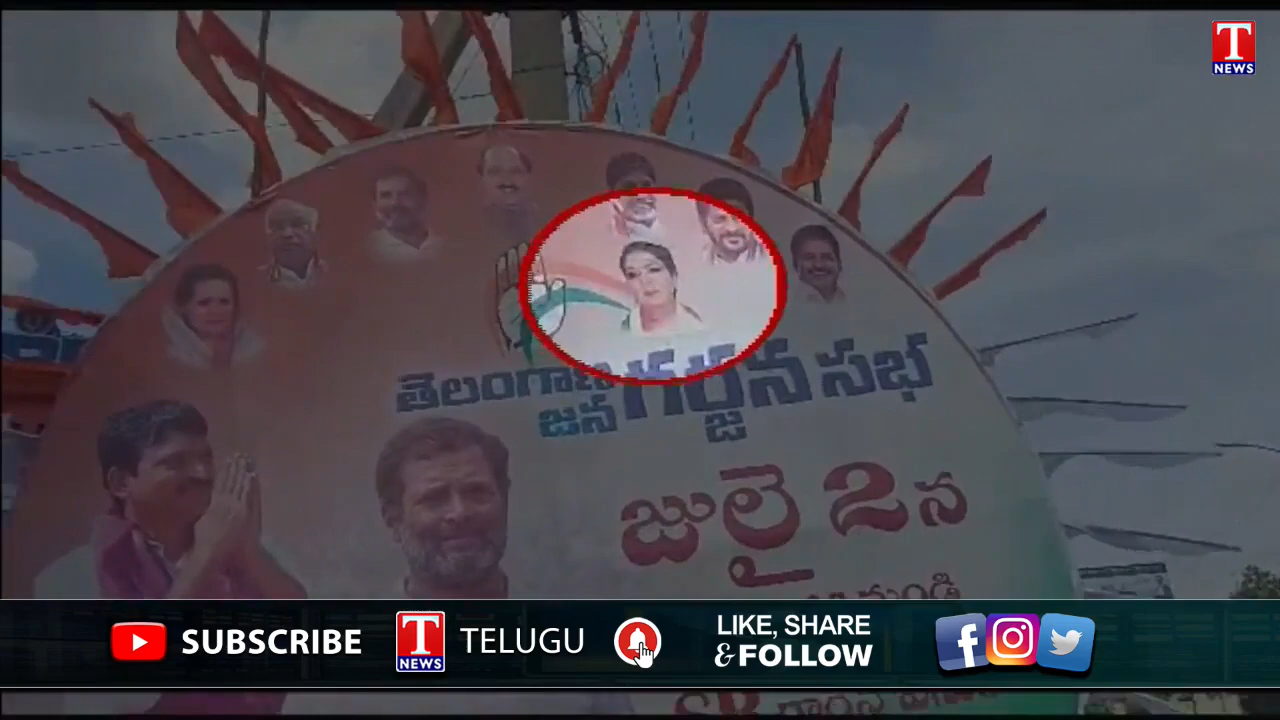 T
NEWS
తెలంగాణ
జన గర్జన సభ
జులై 2న
SUBSCRIBE
T
NEWS
TELUGU
LIKE, SHARE
& FOLLOW